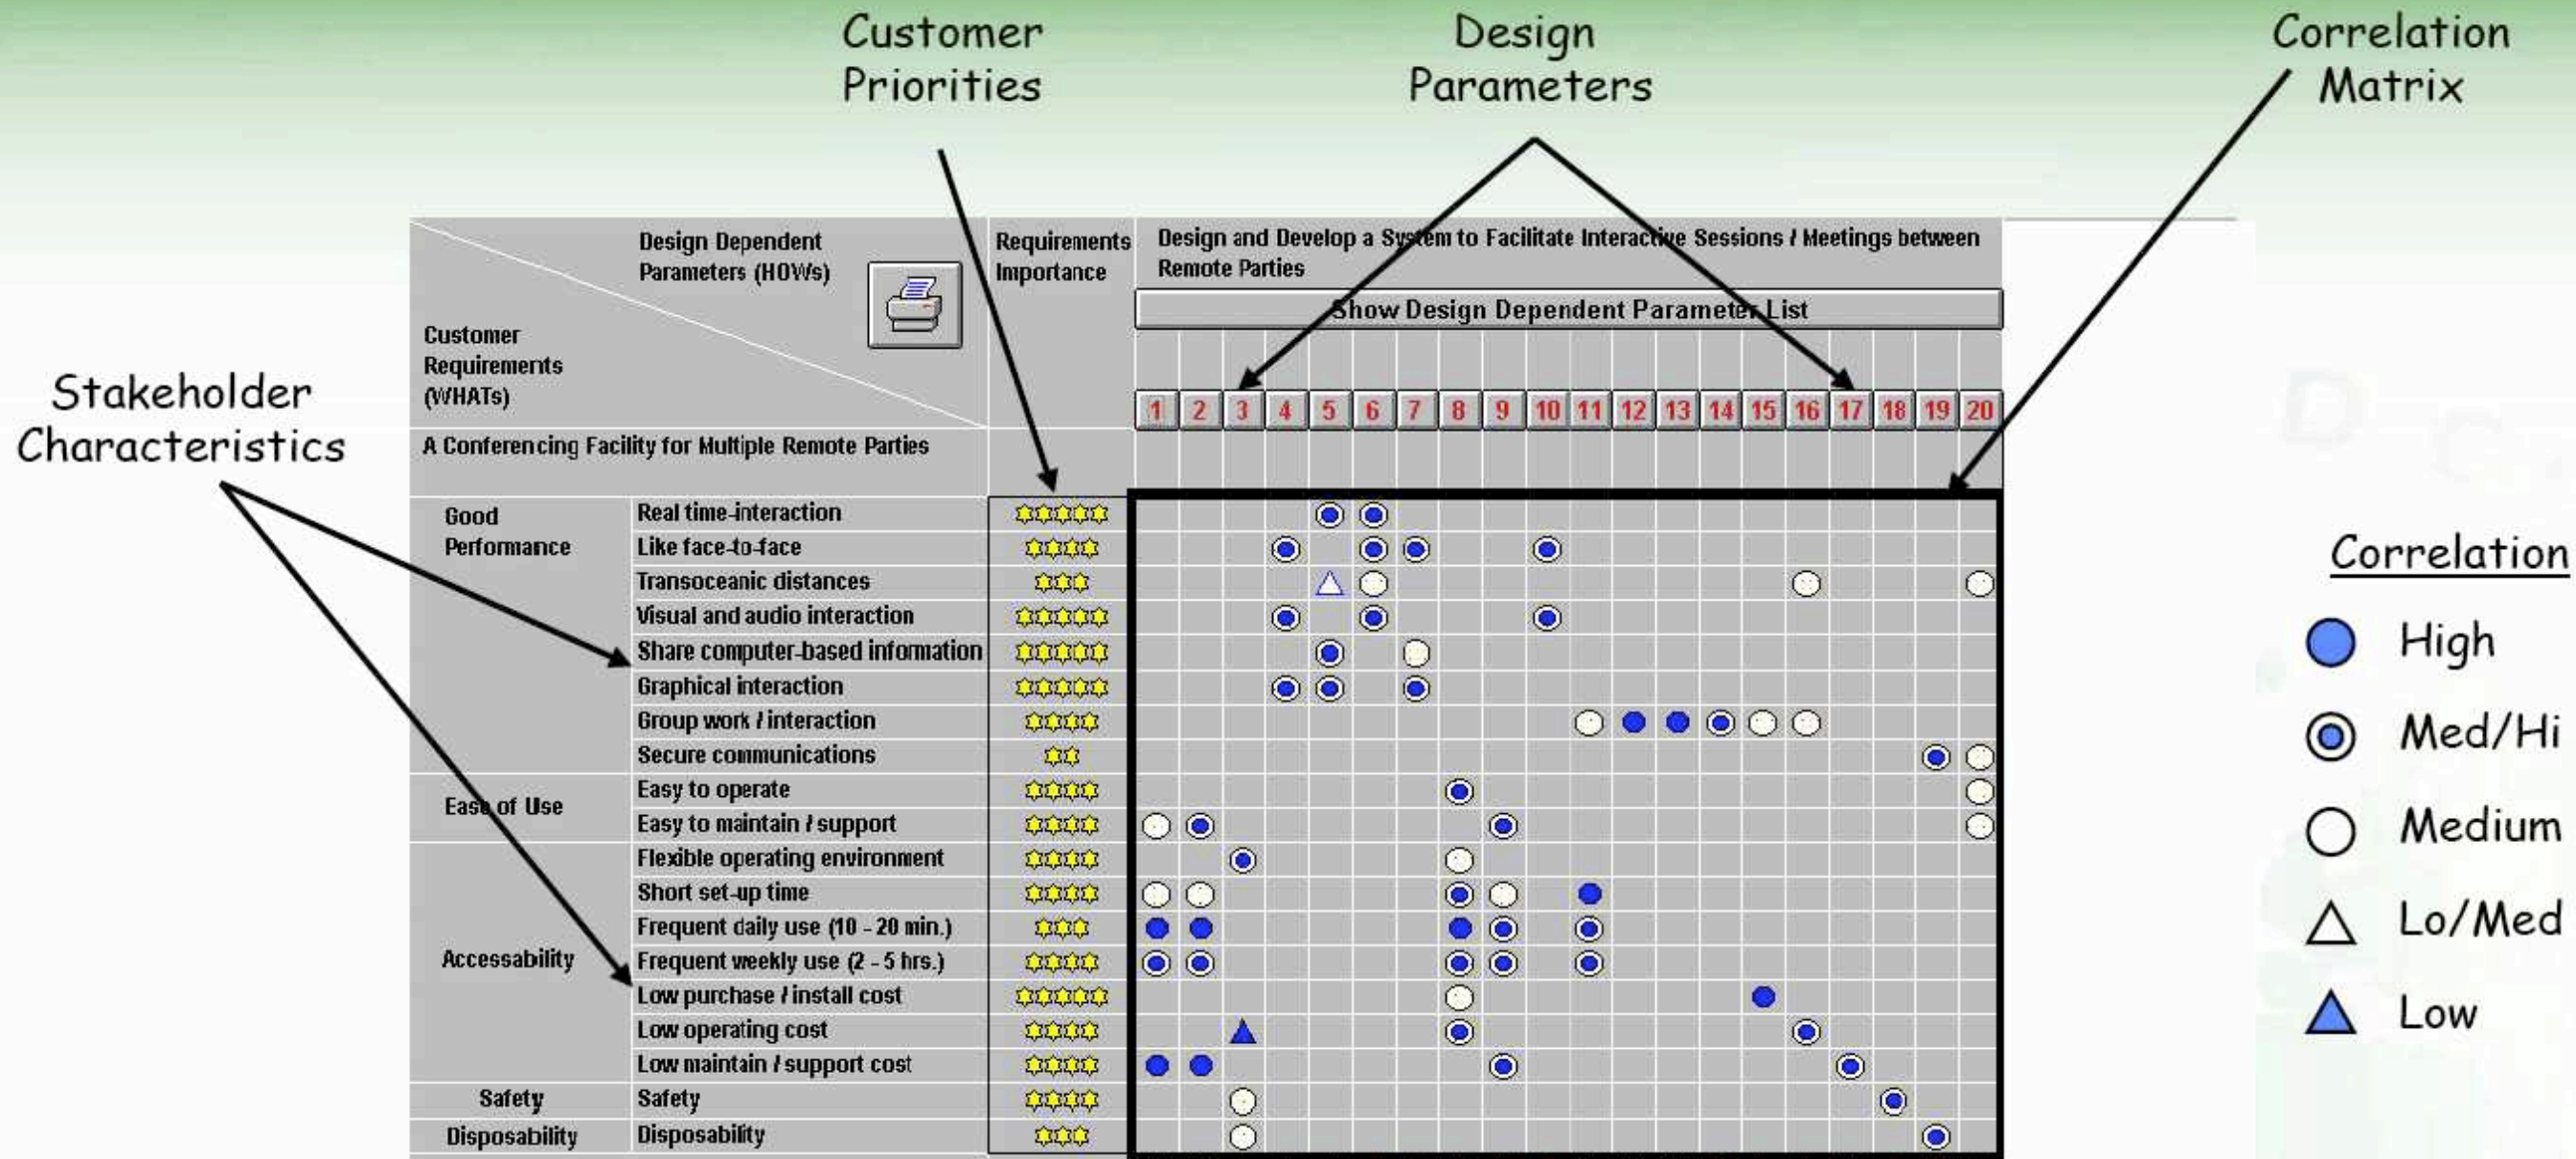 Customer
Priorities
Design
Parameters
Correlation
Matrix
Stakeholder
Characteristics
Design Dependent
Parameters (HOWs)
Customer
Requirements
(WHATs)
Requirements
Importance
Design and Develop a System to Facilitate Interactive Sessions / Meetings between
Remote Parties
Show Design Dependent Parameter List
1 2 3 4 5 6 7 8 9 10 11 12 13 14 15 16 17 18 19 20
A Conferencing Facility for Multiple Remote Parties
Good
Performance
Real time-interaction
Like face-to-face
Transoceanic distances
Visual and audio interaction
Share computer-based information
Graphical interaction
Group work / interaction
Secure communications
Ease of Use
Easy to operate
Easy to maintain / support
Accessability
Flexible operating environment
Short set-up time
Frequent daily use (10 - 20 min.)
Frequent weekly use (2 - 5 hrs.)
Low purchase / install cost
Low operating cost
Low maintain / support cost
Safety
Safety
Disposability
Disposability
Correlation
High
Med/Hi
Medium
Lo/Med
Low